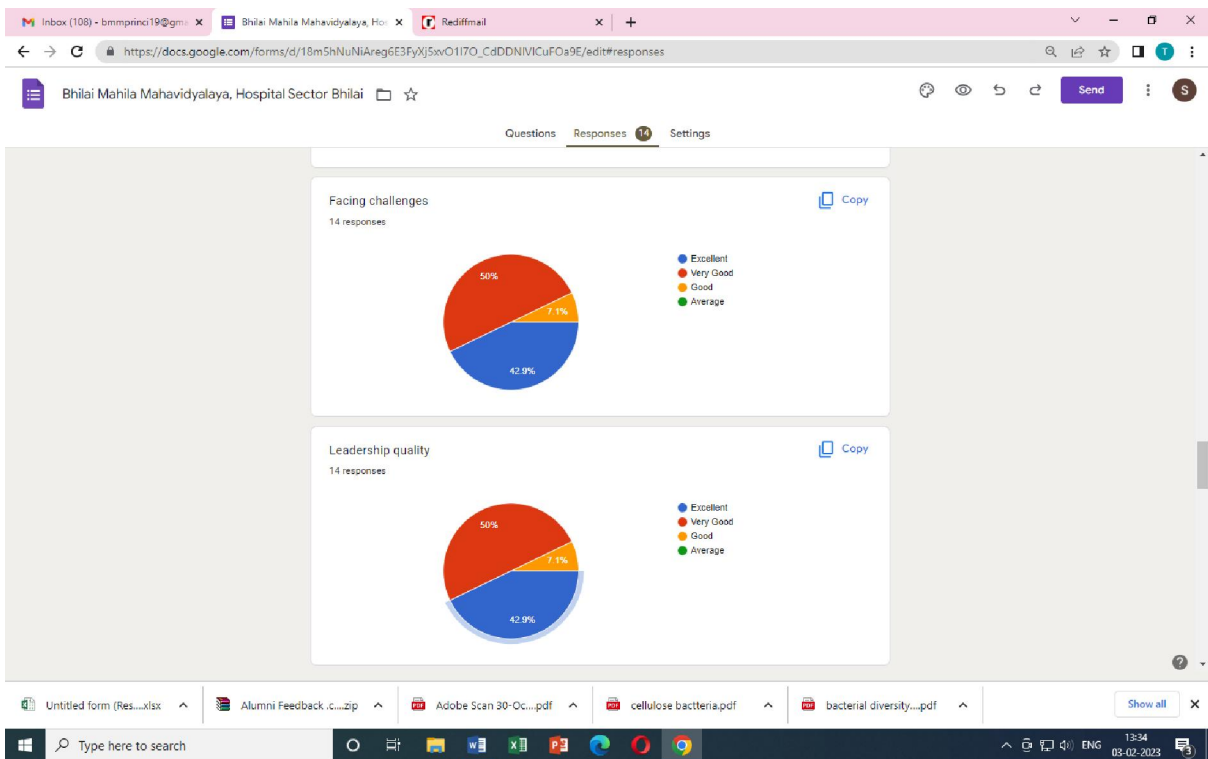 Inbox (108) - bmmprinci19@gma
Bhilai Mahila Mahavidyalaya, Hos
Rediffmail
https://docs.google.com/forms/d/18m5hNuNiAreg6E3FyXj5xvO1I7O_CdDDNIVICuFOa9E/edit#responses
T
Bhilai Mahila Mahavidyalaya, Hospital Sector Bhilai
Send
S
Questions Responses 14 Settings
Facing challenges
Copy
14 responses
50%
7.1%
42.9%
Excellent
Very Good
Good
Average
Leadership quality
Copy
14 responses
50%
7.1%
42.9%
Excellent
Very Good
Good
Average
Untitled form (Res....xlsx
Alumni Feedback .c....zip
Adobe Scan 30-Oc....pdf
cellulose bactteria.pdf
bacterial diversity....pdf
Show all
Type here to search
ENG
13:34
03-02-2023
3